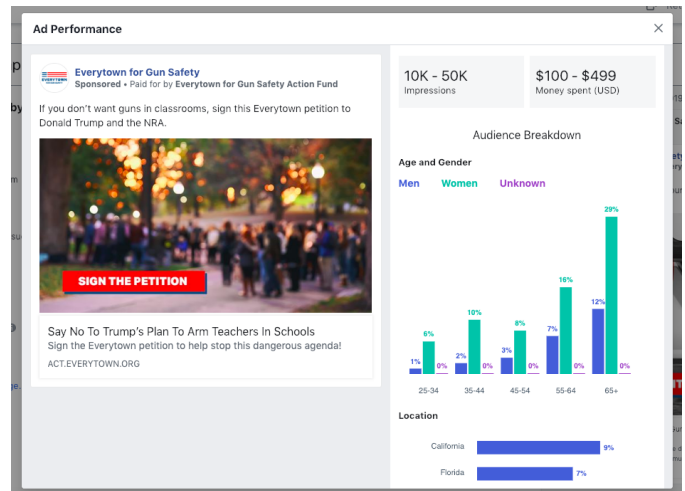 Ad Performance
Everytown for Gun Safety
Sponsored • Paid for by Everytown for Gun Safety Action Fund
If you don't want guns in classrooms, sign this Everytown petition to
Donald Trump and the NRA.
SIGN THE PETITION
Say No To Trump's Plan To Arm Teachers In Schools
Sign the Everytown petition to help stop this dangerous agenda!
ACT.EVERYTOWN.ORG
10K - 50K
Impressions
$100 - $499
Money spent (USD)
Audience Breakdown
Age and Gender
Men Women Unknown
1% 6% 0% 2% 10% 0% 3% 8% 0% 7% 16% 0% 12% 29% 0%
25-34 35-44 45-54 55-64 65+
Location
California 9%
Florida 7%